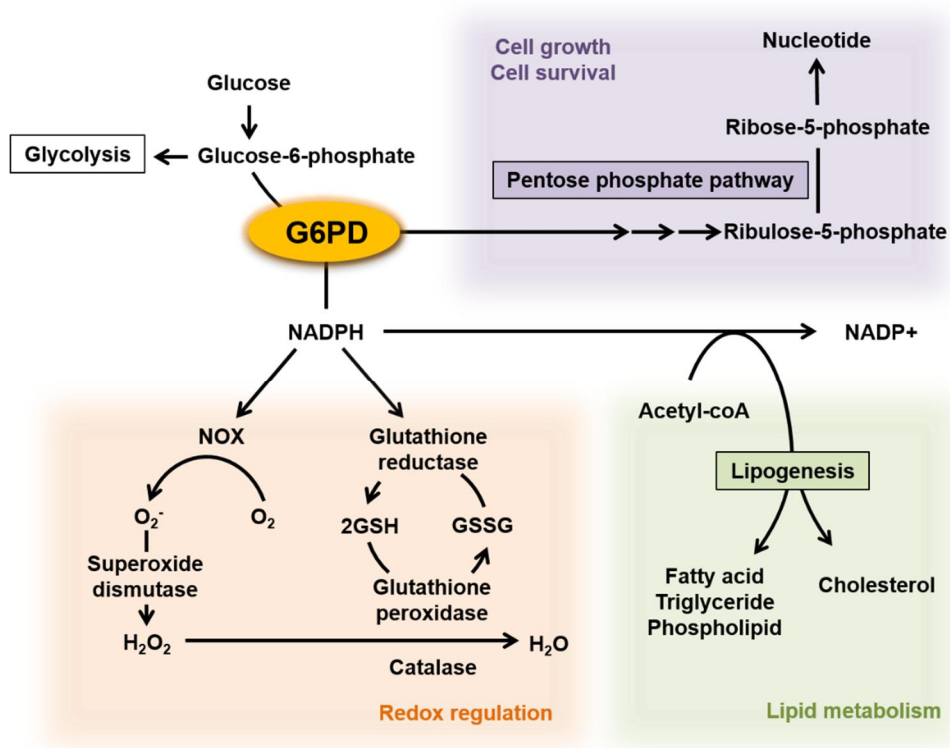 Cell growth
Cell survival
Nucleotide
Glucose
Ribose-5-phosphate
Glycolysis
Glucose-6-phosphate
Pentose phosphate pathway
G6PD
Ribulose-5-phosphate
NADPH
NADP+
Acetyl-coA
NOX
Glutathione
reductase
Lipogenesis
O₂⁻
O₂
2GSH
GSSG
Superoxide
dismutase
Glutathione
peroxidase
Fatty acid
Triglyceride
Phospholipid
Cholesterol
H₂O₂
H₂O
Catalase
Redox regulation
Lipid metabolism